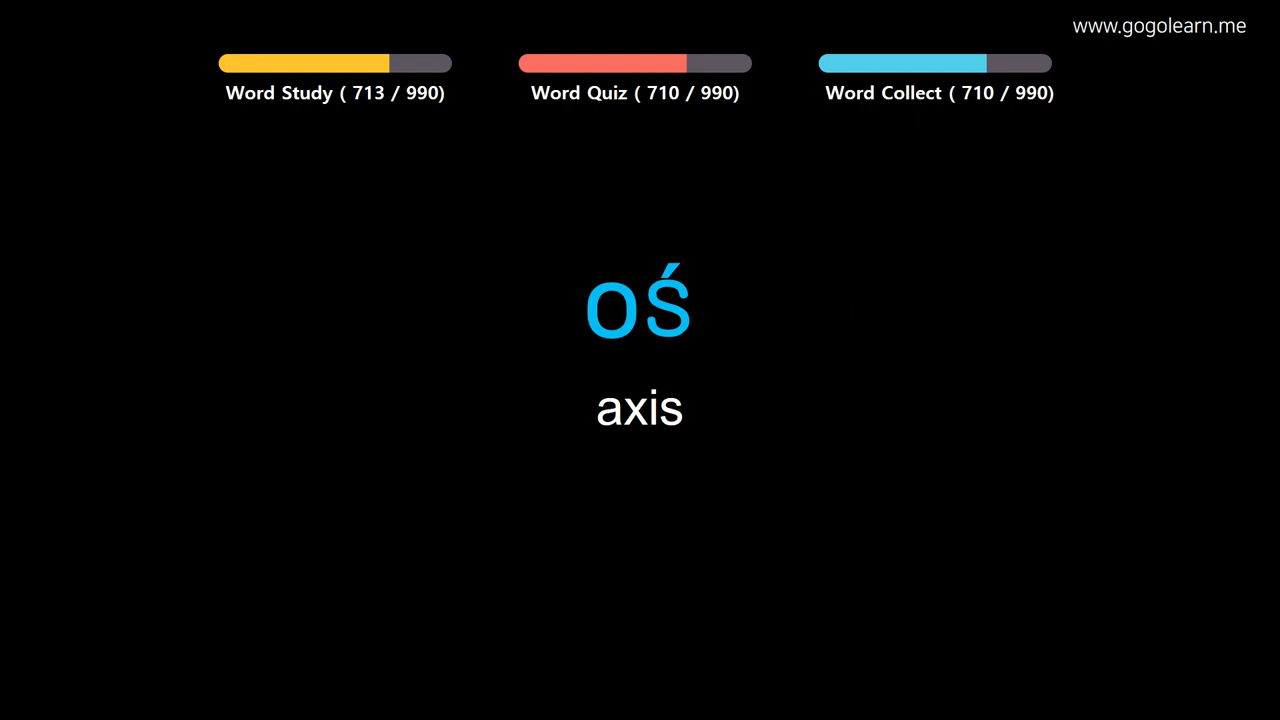 www.gogolearn.me
Word Study ( 713 / 990)
Word Quiz ( 710 / 990)
Word Collect ( 710 / 990)
oś
axis